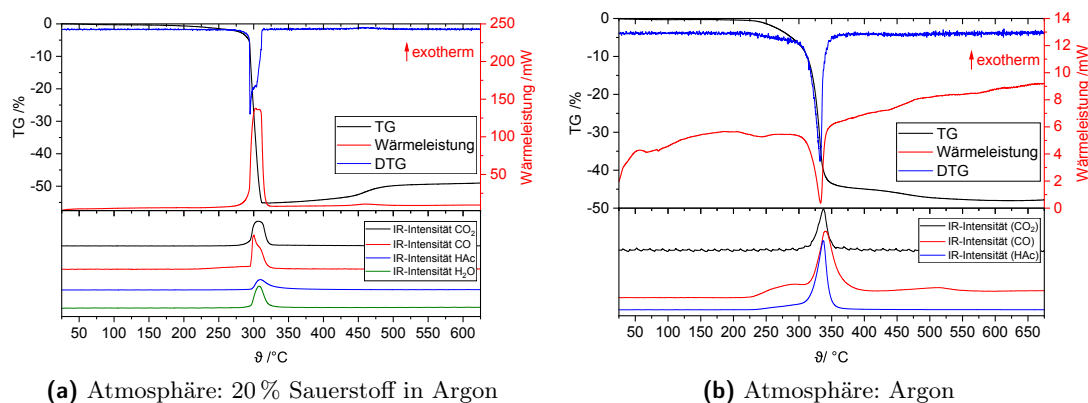 0
-10
-20
-30
-40
-50
TG /%
250
200
150
100
50
0
Wärmeleistung /mW
exotherm
TG
Wärmeleistung
DTG
IR-Intensität CO₂
IR-Intensität CO
IR-Intensität HAc
IR-Intensität H₂O
50 100 150 200 250 300 350 400 450 500 550 600
ϑ /°C
(a) Atmosphäre: 20 % Sauerstoff in Argon
0
-10
-20
-30
-40
-50
TG /%
14
12
10
8
6
4
2
0
Wärmeleistung /mW
exotherm
TG
Wärmeleistung
DTG
IR-Intensität (CO₂)
IR-Intensität (CO)
IR-Intensität (HAc)
50 100 150 200 250 300 350 400 450 500 550 600 650
ϑ /°C
(b) Atmosphäre: Argon